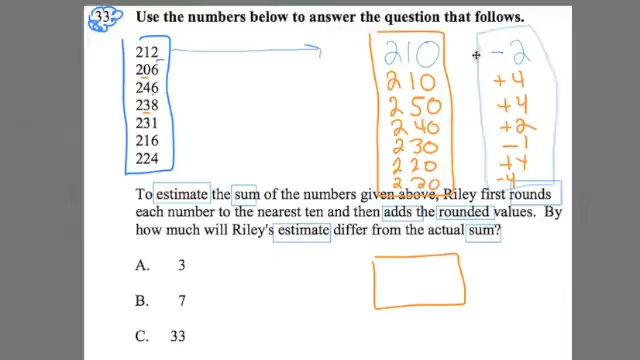 33. Use the numbers below to answer the question that follows.
212 210 -2
206 210 +4
246 250 +4
238 240 +2
231 230 -1
216 220 +4
224 220 -4
To estimate the sum of the numbers given above, Riley first rounds
each number to the nearest ten and then adds the rounded values. By
how much will Riley's estimate differ from the actual sum?
A. 3
B. 7
C. 33